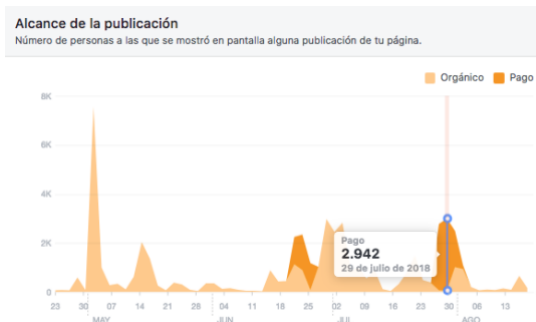 Alcance de la publicación
Número de personas a las que se mostró en pantalla alguna publicación de tu página.
Orgánico Pago
8K
6K
4K
2K
0
Pago
2.942
29 de julio de 2018
23 30 07 14 21 28 04 11 18 25 02 09 16 23 30 06 13
MAY JUN JUL AGO